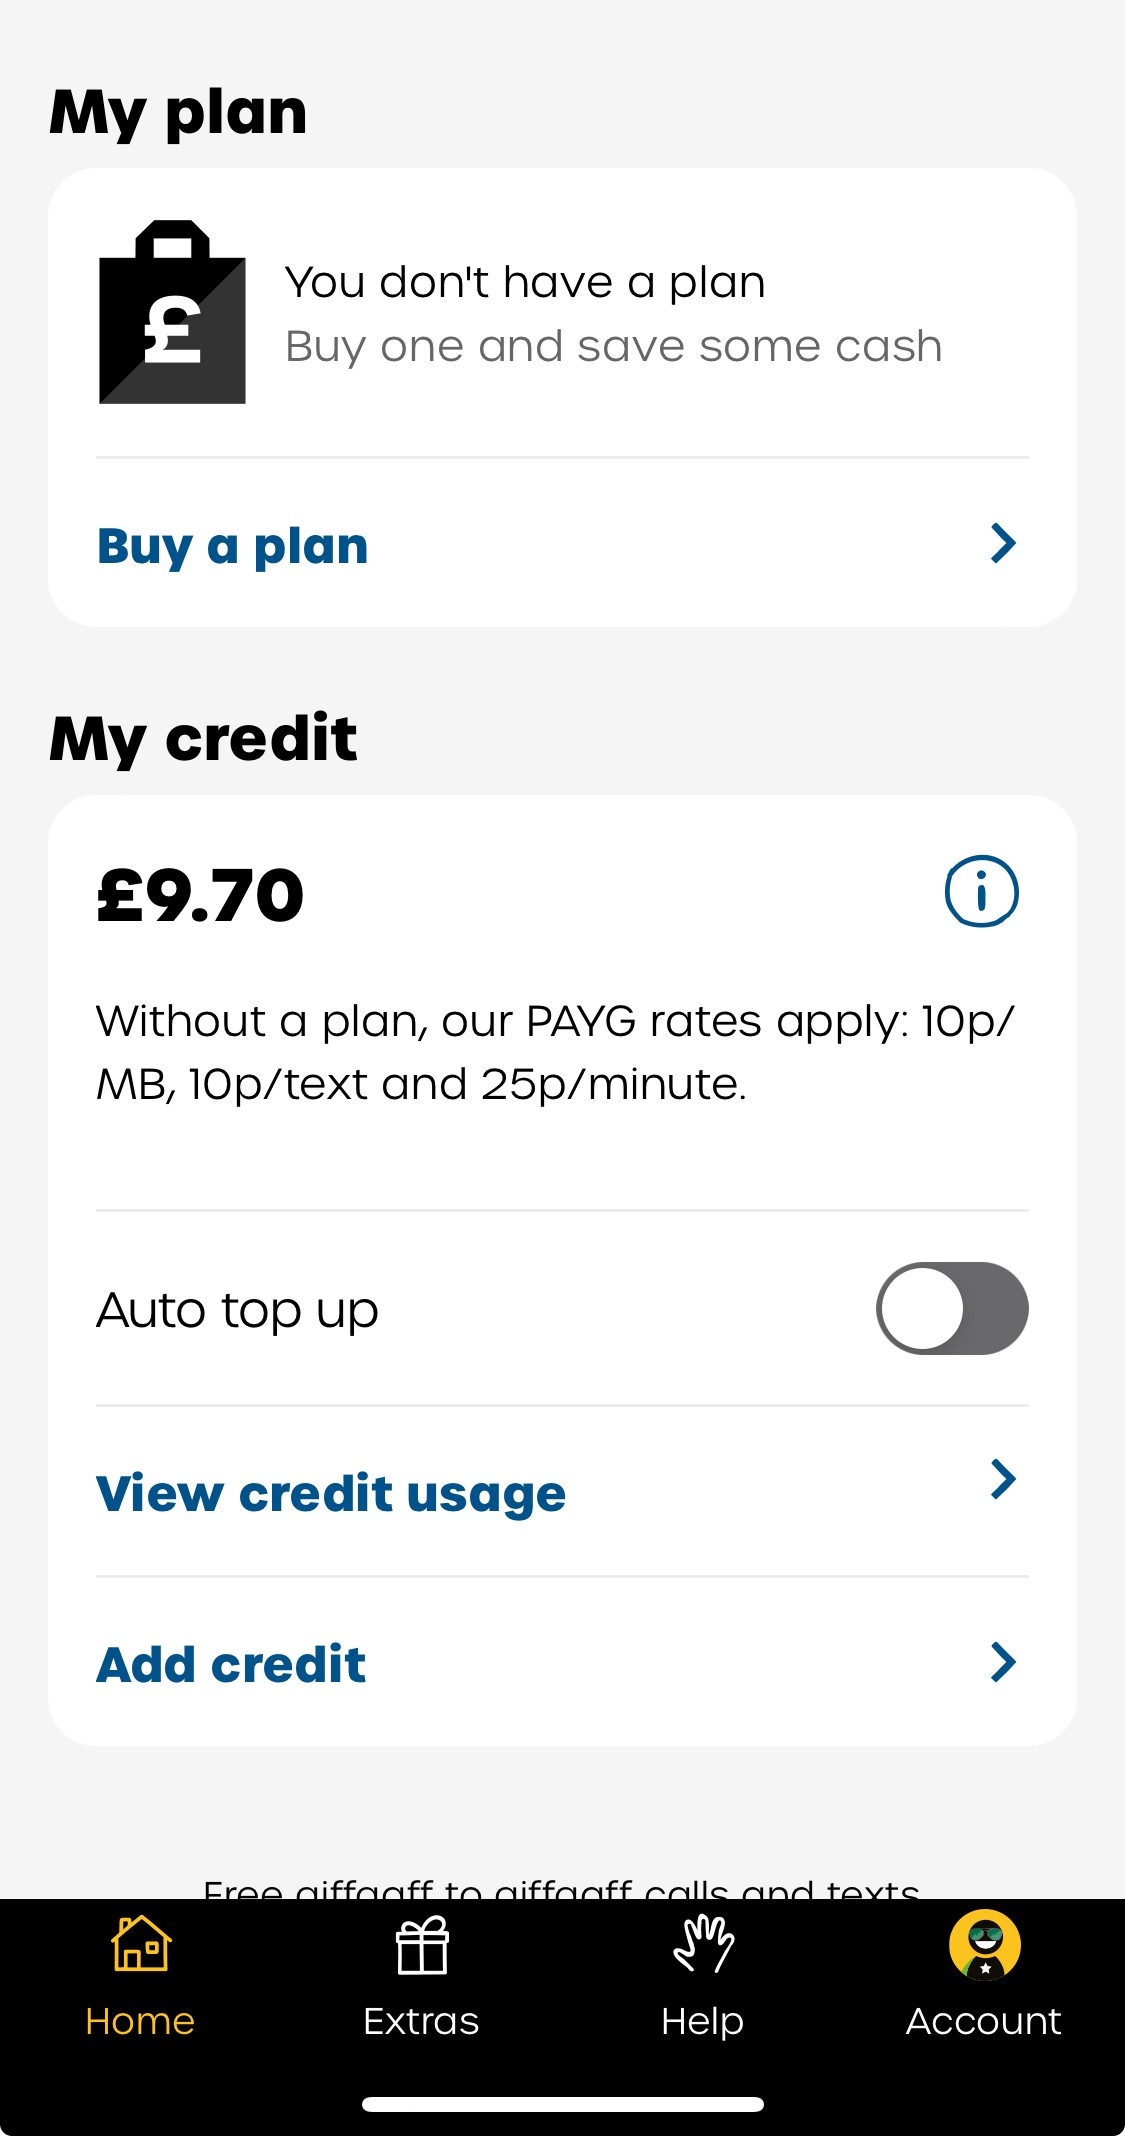 My plan
£
You don't have a plan
Buy one and save some cash
Buy a plan
My credit
£9.70
i
Without a plan, our PAYG rates apply: 10p/
MB, 10p/text and 25p/minute.
Auto top up
View credit usage
Add credit
Free giffgaff to giffgaff calls and texts
Home
Extras
Help
Account